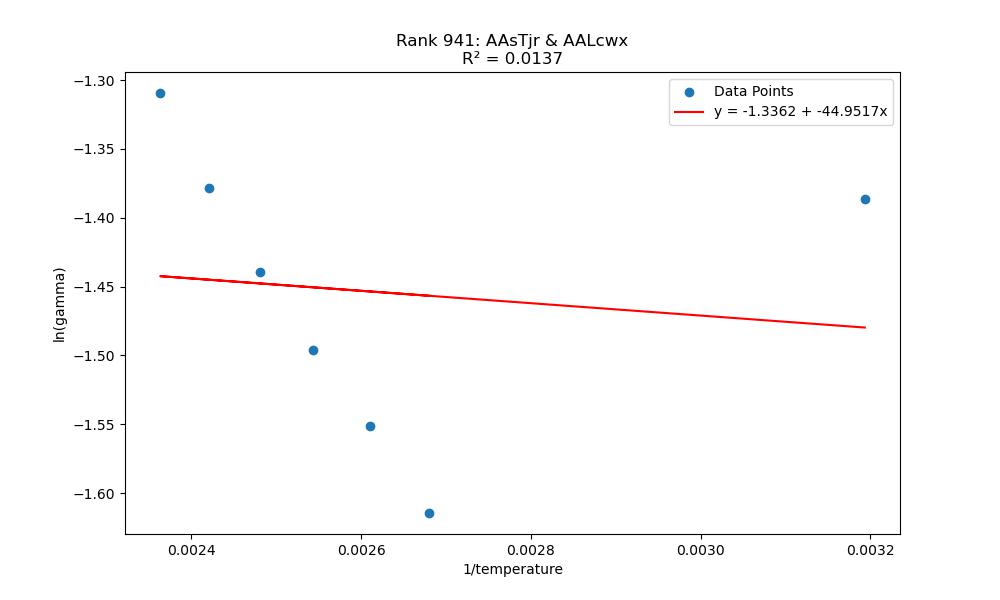 Rank 941: AAsTjr & AALcwx
R² = 0.0137
Data Points
y = -1.3362 + -44.9517x
−1.30
−1.35
−1.40
−1.45
−1.50
−1.55
−1.60
ln(gamma)
0.0024 0.0026 0.0028 0.0030 0.0032
1/temperature